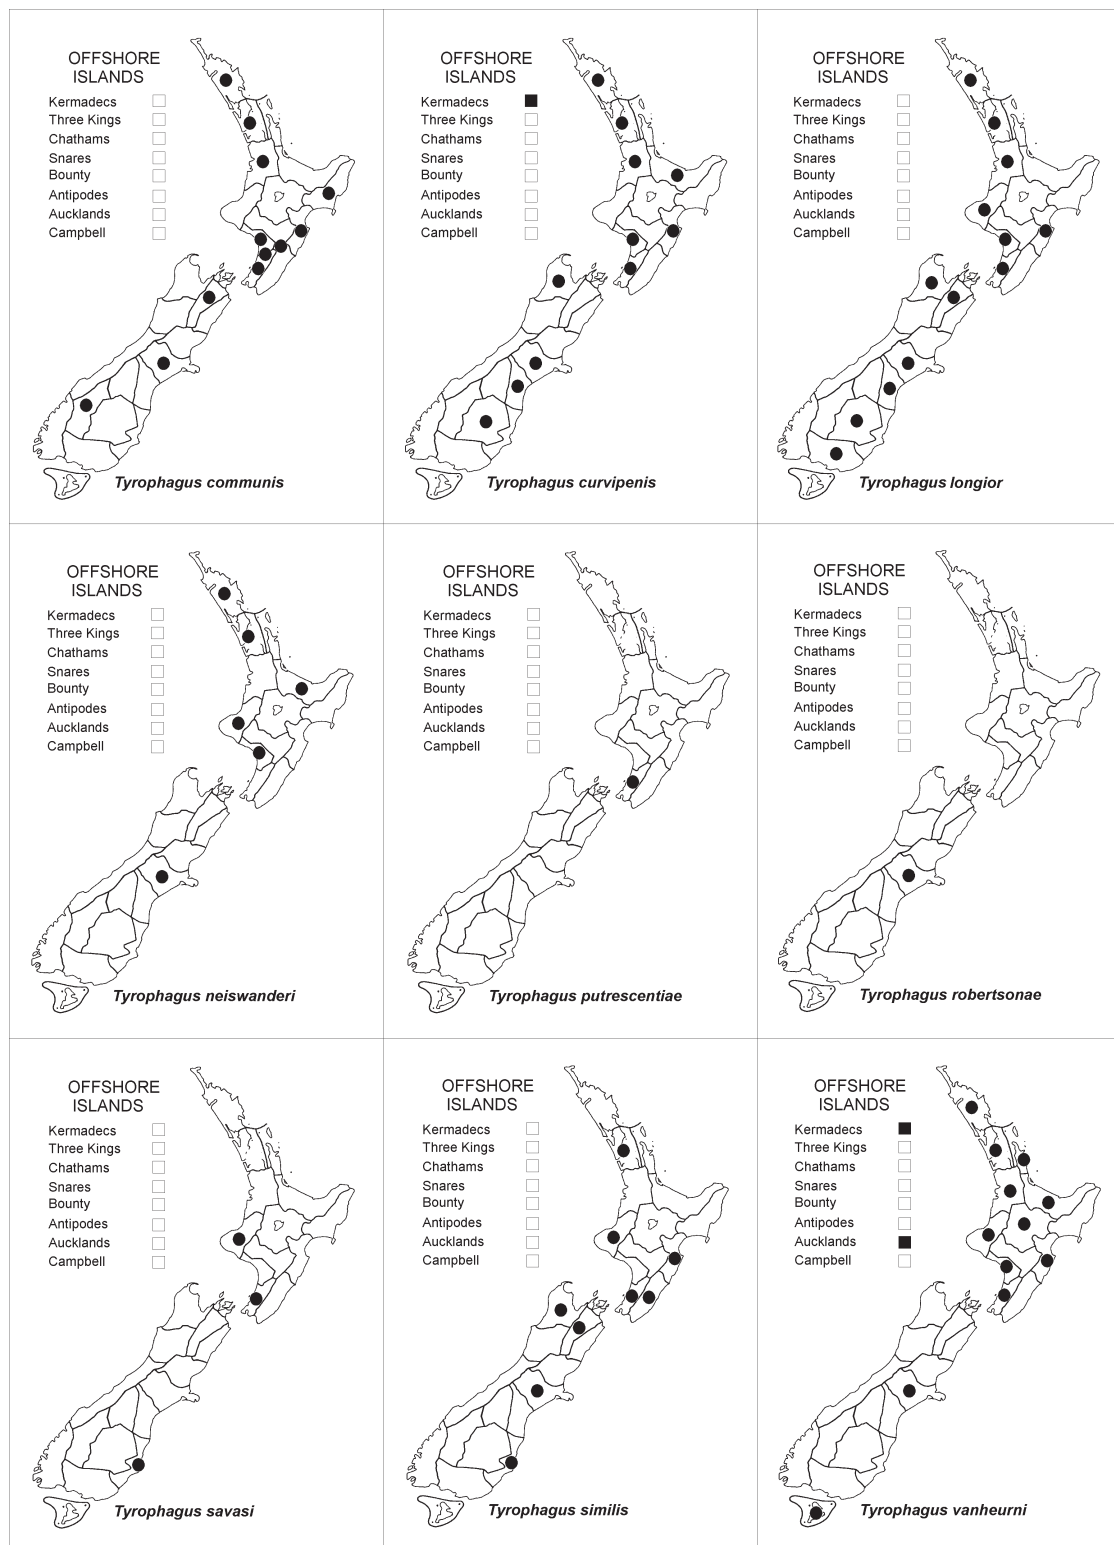 OFFSHORE
ISLANDS
Kermadecs
Three Kings
Chathams
Snares
Bounty
Antipodes
Aucklands
Campbell
Tyrophagus communis
OFFSHORE
ISLANDS
Kermadecs
Three Kings
Chathams
Snares
Bounty
Antipodes
Aucklands
Campbell
Tyrophagus curvipenis
OFFSHORE
ISLANDS
Kermadecs
Three Kings
Chathams
Snares
Bounty
Antipodes
Aucklands
Campbell
Tyrophagus longior
OFFSHORE
ISLANDS
Kermadecs
Three Kings
Chathams
Snares
Bounty
Antipodes
Aucklands
Campbell
Tyrophagus neiswanderi
OFFSHORE
ISLANDS
Kermadecs
Three Kings
Chathams
Snares
Bounty
Antipodes
Aucklands
Campbell
Tyrophagus putrescentiae
OFFSHORE
ISLANDS
Kermadecs
Three Kings
Chathams
Snares
Bounty
Antipodes
Aucklands
Campbell
Tyrophagus robertsonae
OFFSHORE
ISLANDS
Kermadecs
Three Kings
Chathams
Snares
Bounty
Antipodes
Aucklands
Campbell
Tyrophagus savasi
OFFSHORE
ISLANDS
Kermadecs
Three Kings
Chathams
Snares
Bounty
Antipodes
Aucklands
Campbell
Tyrophagus similis
OFFSHORE
ISLANDS
Kermadecs
Three Kings
Chathams
Snares
Bounty
Antipodes
Aucklands
Campbell
Tyrophagus vanheurni